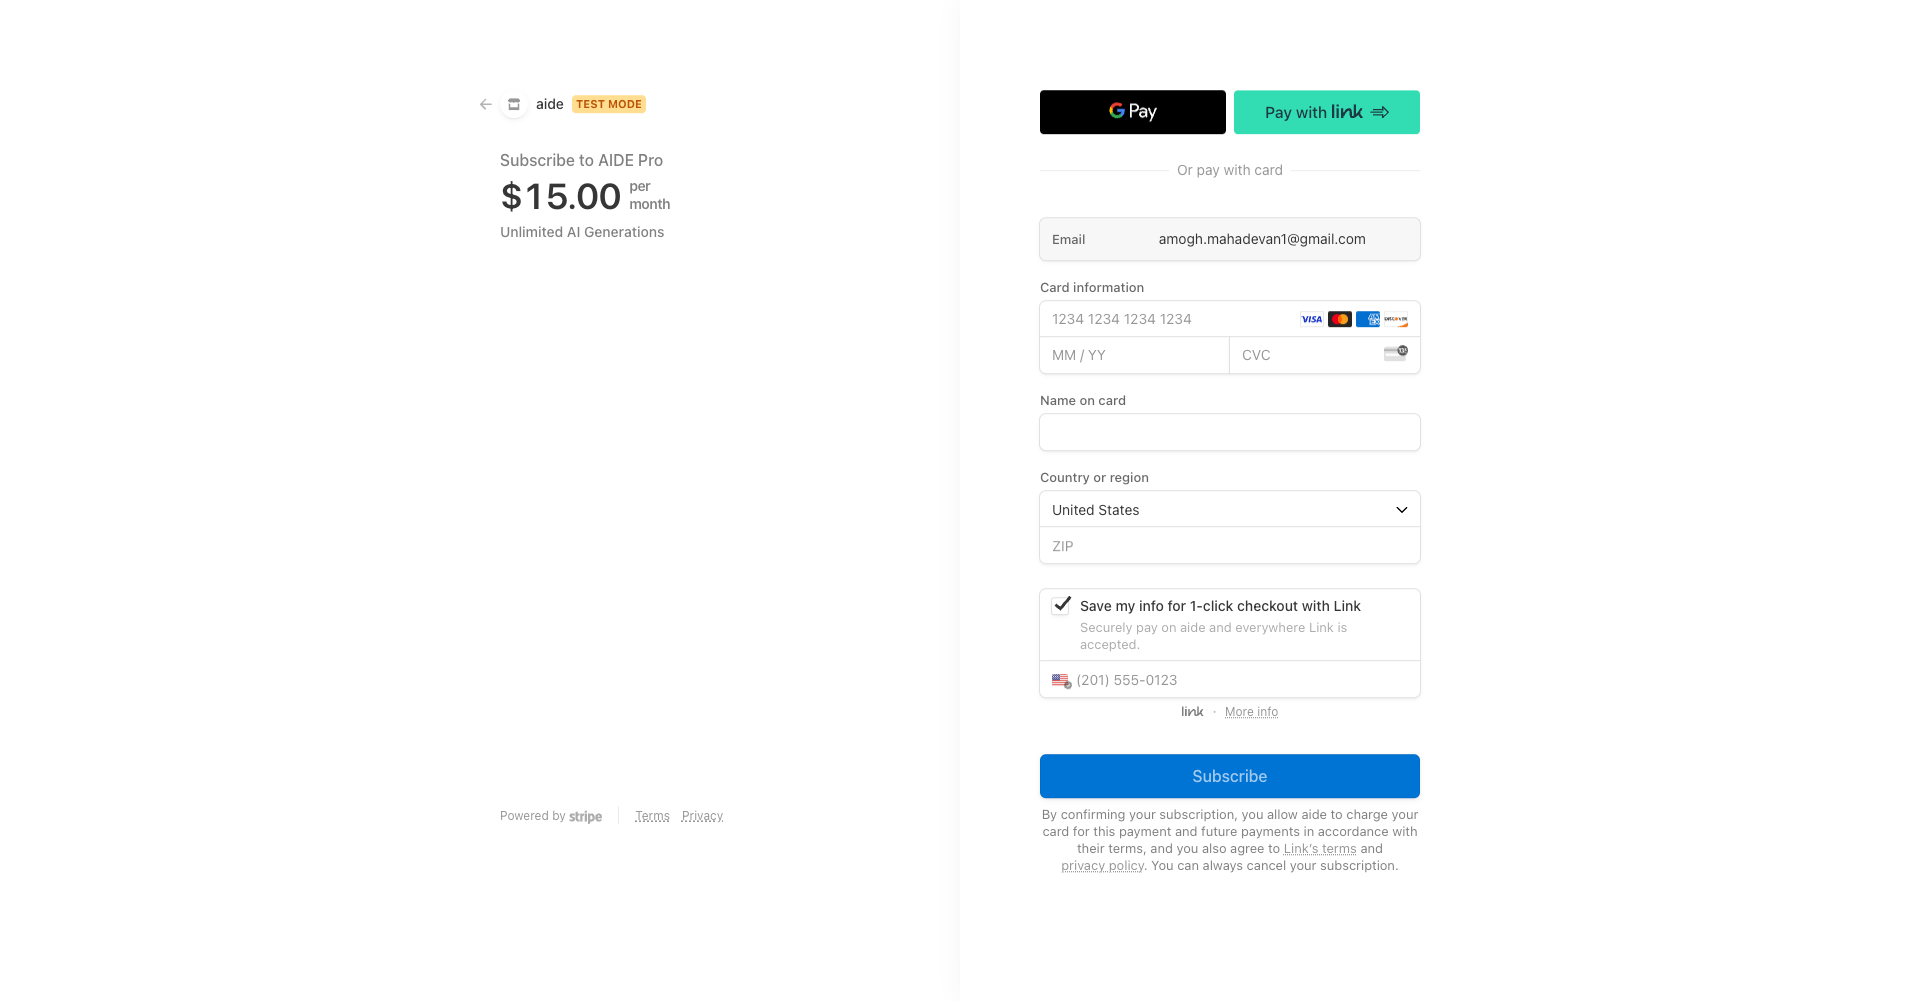 aide TEST MODE
Subscribe to AIDE Pro
$15.00 per
month
Unlimited AI Generations
Powered by stripe Terms Privacy
G Pay
Pay with link
Or pay with card
Email amogh.mahadevan1@gmail.com
Card information
1234 1234 1234 1234 VISA AMEX DISCOVER
MM / YY CVC 135
Name on card
Country or region
United States
ZIP
Save my info for 1-click checkout with Link
Securely pay on aide and everywhere Link is
accepted.
(201) 555-0123
link · More info
Subscribe
By confirming your subscription, you allow aide to charge your
card for this payment and future payments in accordance with
their terms, and you also agree to Link's terms and
privacy policy. You can always cancel your subscription.